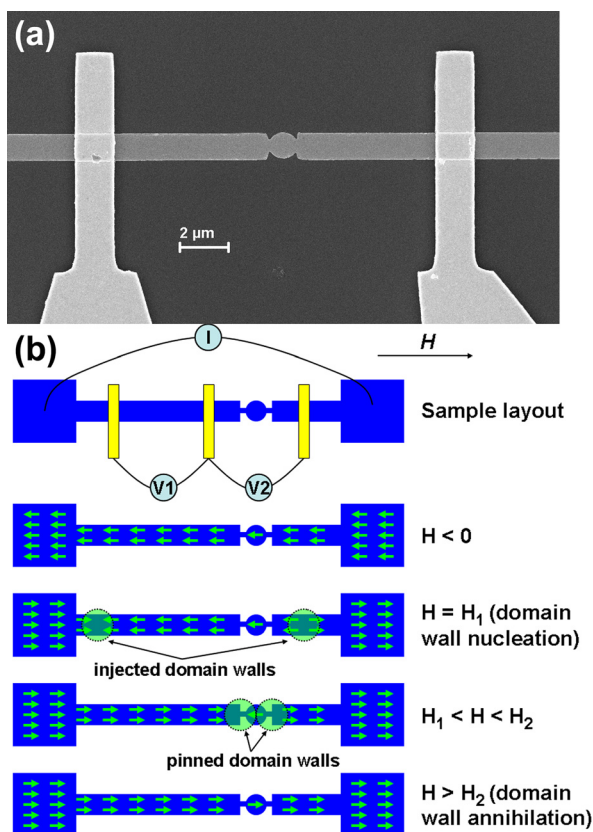 (a)
2 µm
(b)
I
H
Sample layout
V1
V2
H < 0
H = H1 (domain
wall nucleation)
injected domain walls
H1 < H < H2
pinned domain walls
H > H2 (domain
wall annihilation)